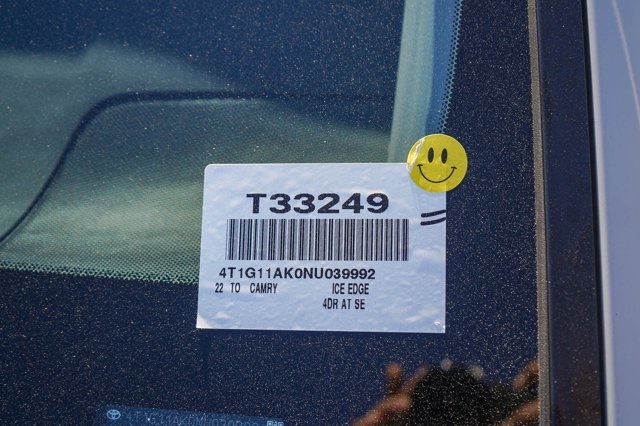 T33249
4T1G11AK0NU039992
22 TO CAMRY ICE EDGE
4DR AT SE